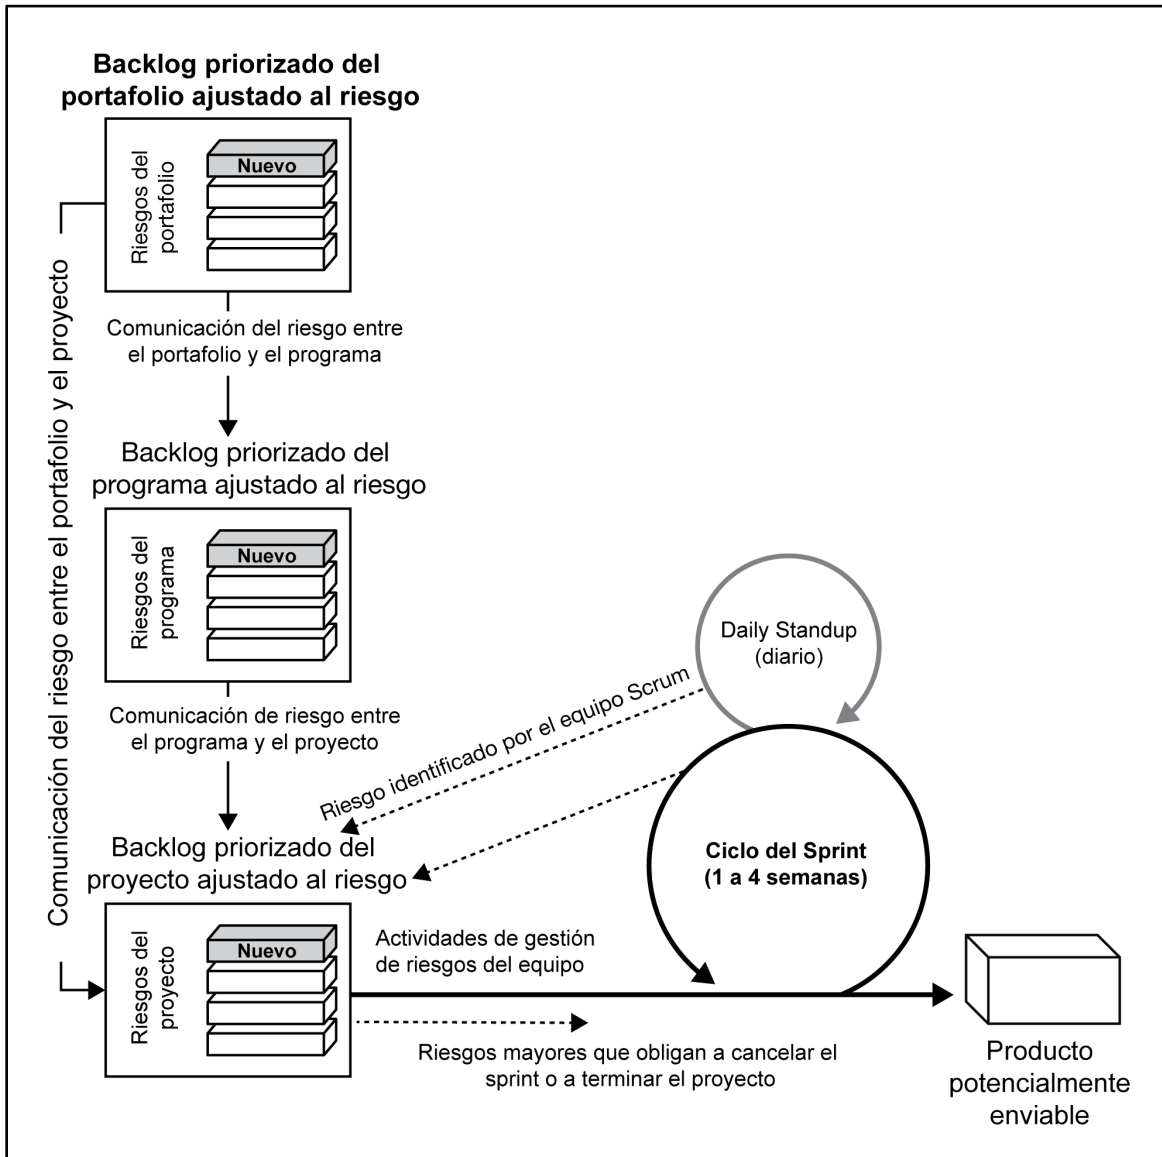 Backlog priorizado del
portafolio ajustado al riesgo
Riesgos del
portafolio
Nuevo
Comunicación del riesgo entre el portafolio y el proyecto
Comunicación del riesgo entre
el portafolio y el programa
Backlog priorizado del
programa ajustado al riesgo
Riesgos del
programa
Nuevo
Comunicación de riesgo entre
el programa y el proyecto
Daily Standup
(diario)
Riesgo identificado por el equipo Scrum
Backlog priorizado del
proyecto ajustado al riesgo
Ciclo del Sprint
(1 a 4 semanas)
Riesgos del
proyecto
Nuevo
Actividades de gestión
de riesgos del equipo
Riesgos mayores que obligan a cancelar el
sprint o a terminar el proyecto
Producto
potencialmente
enviable